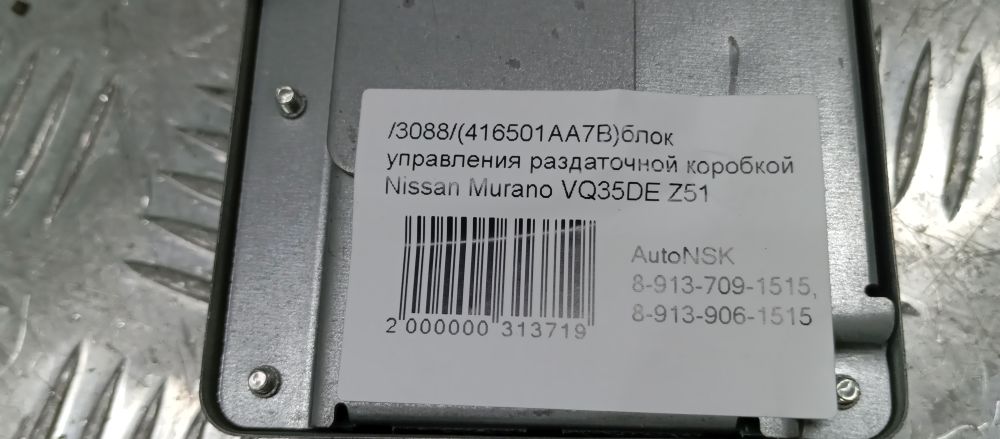 /3088/(416501AA7B)блок
управления раздаточной коробкой
Nissan Murano VQ35DE Z51
AutoNSK
8-913-709-1515,
8-913-906-1515
2 000000 313719